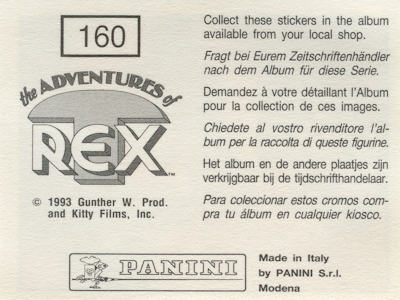 160
the ADVENTURES of
T
REX™
© 1993 Gunther W. Prod.
and Kitty Films, Inc.
Collect these stickers in the album
available from your local shop.
Fragt bei Eurem Zeitschriftenhändler
nach dem Album für diese Serie.
Demandez à votre détaillant l'Album
pour la collection de ces images.
Chiedete al vostro rivenditore l'al-
bum per la raccolta di queste figurine.
Het album en de andere plaatjes zijn
verkrijgbaar bij de tijdschrifthandelaar.
Para coleccionar estos cromos com-
pra tu álbum en cualquier kiosco.
PANINI
Made in Italy
by PANINI S.r.l.
Modena